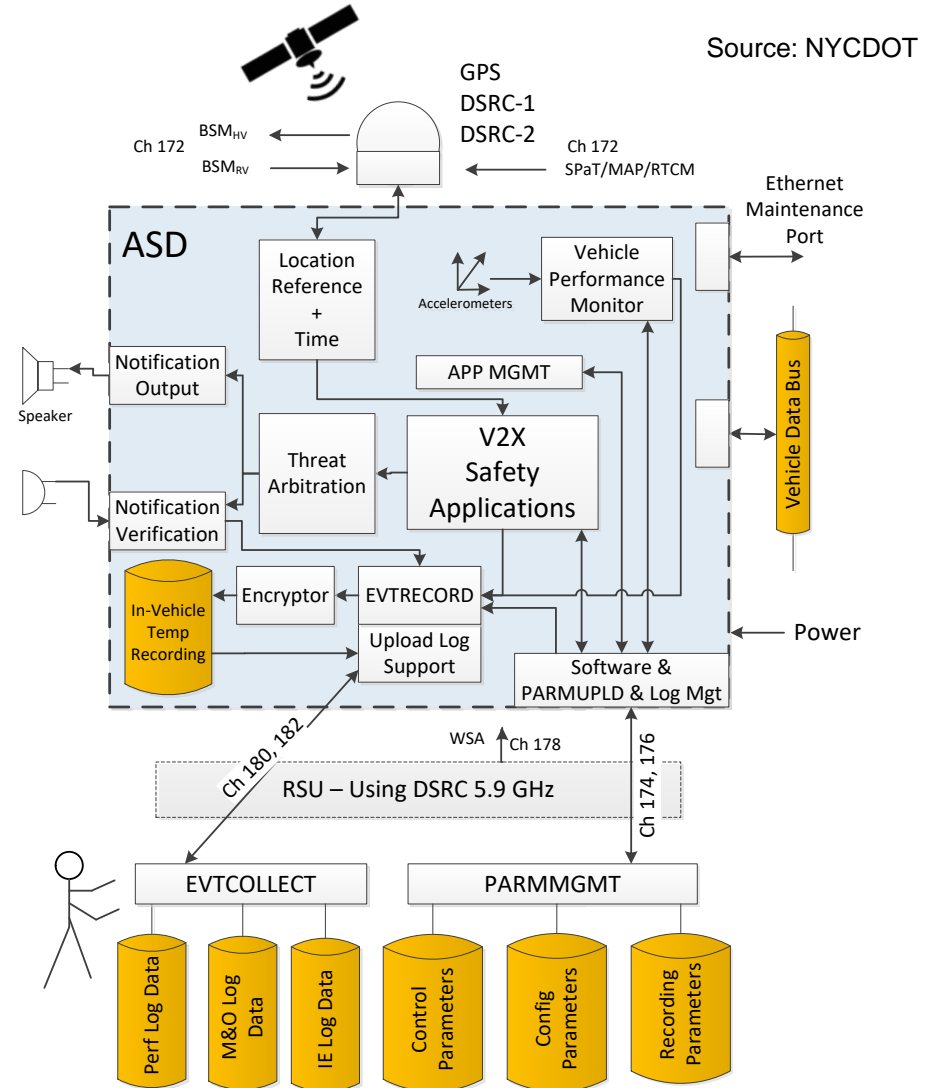 Source: NYCDOT
GPS
DSRC-1
DSRC-2
Ch 172
BSMHV
BSMRV
Ch 172
SPaT/MAP/RTCM
Ethernet
Maintenance
Port
ASD
Location
Reference
+
Time
Accelerometers
Vehicle
Performance
Monitor
Notification
Output
Speaker
APP MGMT
Vehicle Data Bus
Threat
Arbitration
V2X
Safety
Applications
Notification
Verification
In-Vehicle
Temp
Recording
Encryptor
EVTRECORD
Upload Log
Support
Power
Software &
PARMUPLD & Log Mgt
Ch 180, 182
WSA
Ch 178
Ch 174, 176
RSU – Using DSRC 5.9 GHz
EVTCOLLECT
PARMMGMT
Perf Log Data
M&O Log
Data
IE Log Data
Control
Parameters
Config
Parameters
Recording
Parameters